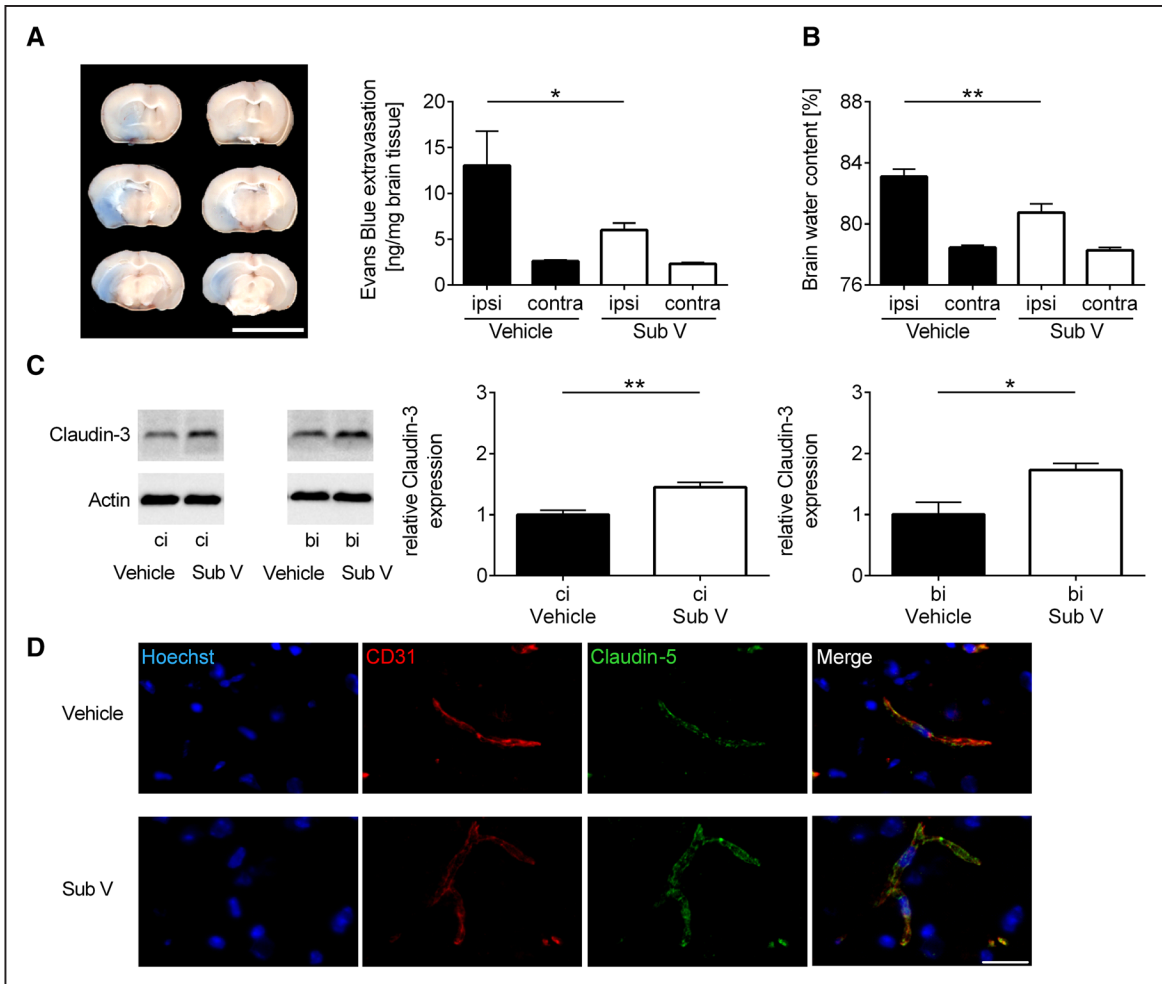 A
B
*
**
Evans Blue extravasation
[ng/mg brain tissue]
20
15
10
5
0
ipsi contra ipsi contra
Vehicle Sub V
Brain water content [%]
88
84
80
76
ipsi contra ipsi contra
Vehicle Sub V
C
Claudin-3
Actin
ci ci bi bi
Vehicle Sub V Vehicle Sub V
relative Claudin-3
expression
3
2
1
0
**
ci ci
Vehicle Sub V
relative Claudin-3
expression
3
2
1
0
*
bi bi
Vehicle Sub V
D
Hoechst CD31 Claudin-5 Merge
Vehicle
Sub V